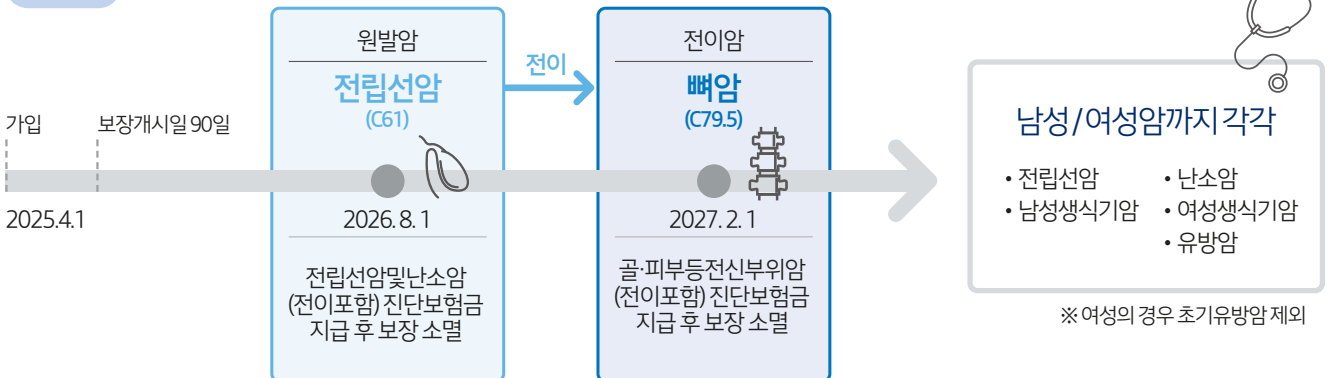 가입
보장개시일 90일
2025.4.1
원발암
전립선암
(C61)
2026. 8. 1
전립선암및난소암
(전이포함) 진단보험금
지급 후 보장 소멸
전이
전이암
뼈암
(C79.5)
2027. 2. 1
골·피부등전신부위암
(전이포함) 진단보험금
지급 후 보장 소멸
남성/여성암까지 각각
• 전립선암
• 남성생식기암
• 난소암
• 여성생식기암
• 유방암
※ 여성의 경우 초기유방암 제외